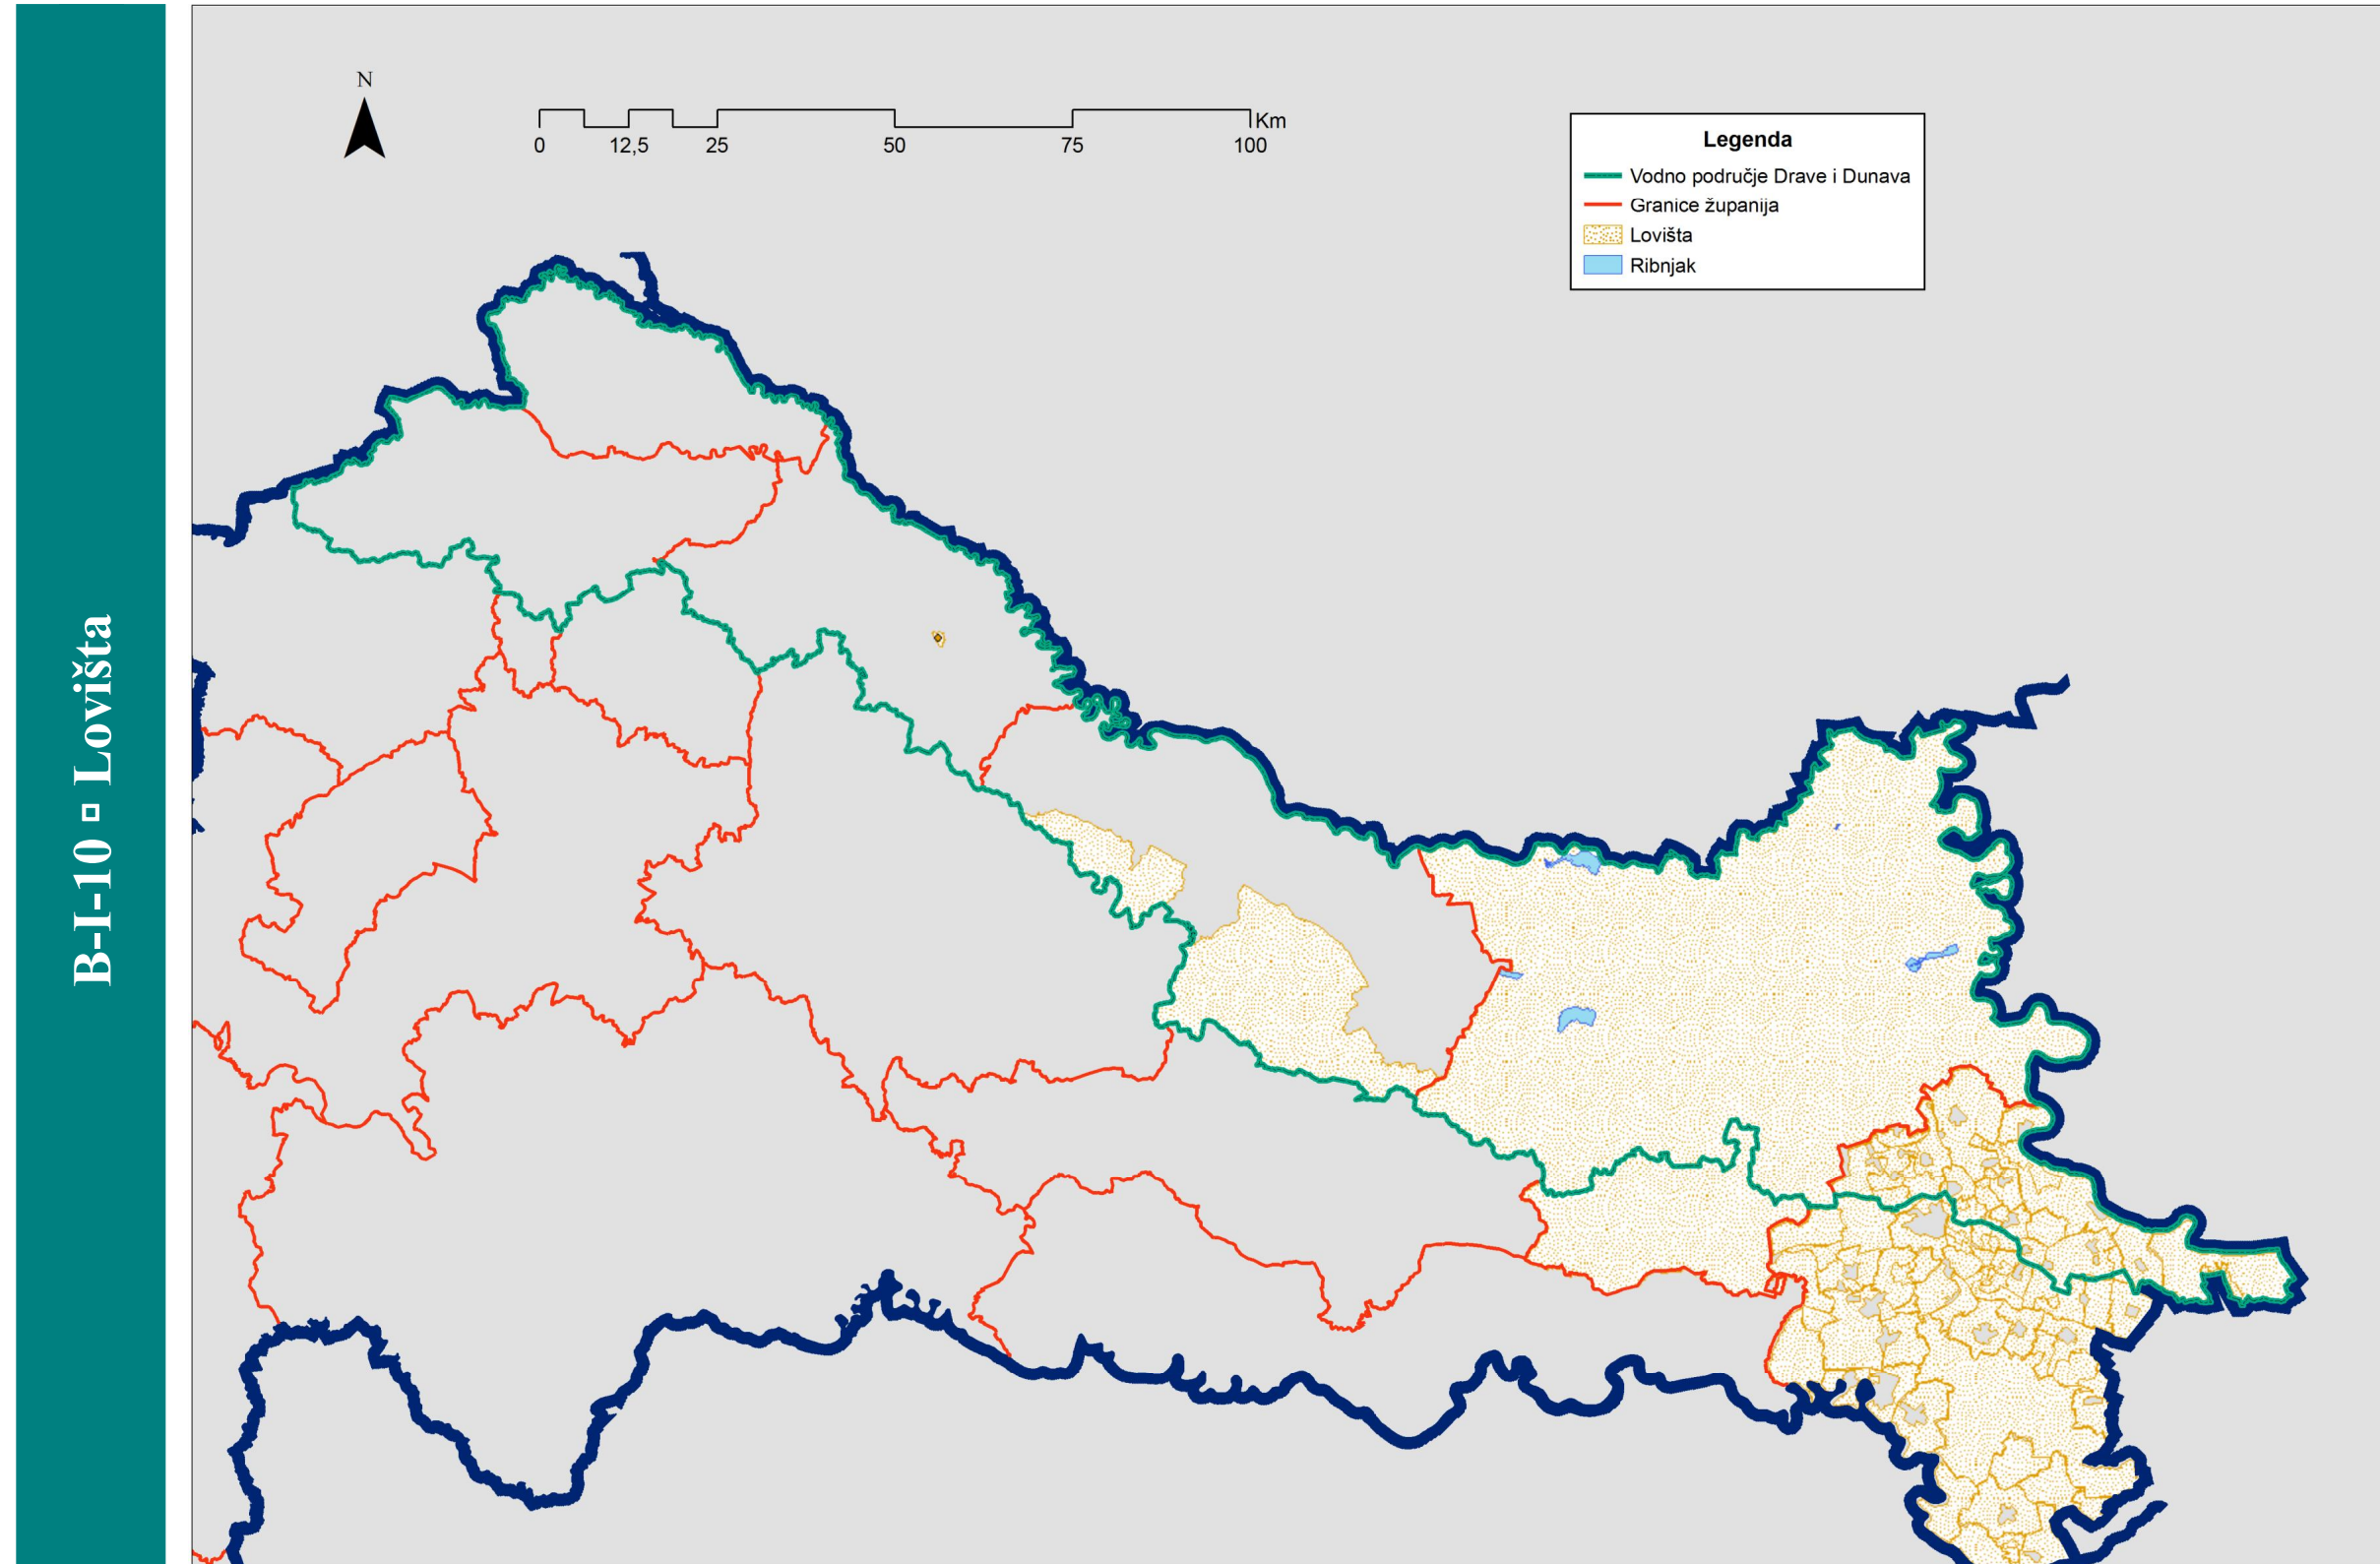 B-I-10 ▫ Lovišta
N
0 12,5 25 50 75 100 Km
Legenda
Vodno područje Drave i Dunava
Granice županija
Lovišta
Ribnjak